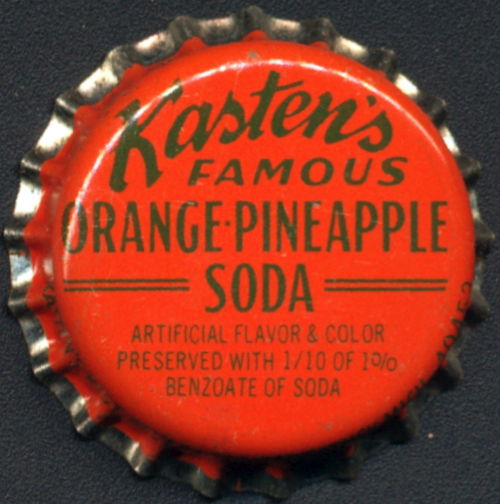 Kasten's
FAMOUS
ORANGE·PINEAPPLE
SODA
ARTIFICIAL FLAVOR & COLOR
PRESERVED WITH 1/10 OF 1%
BENZOATE OF SODA